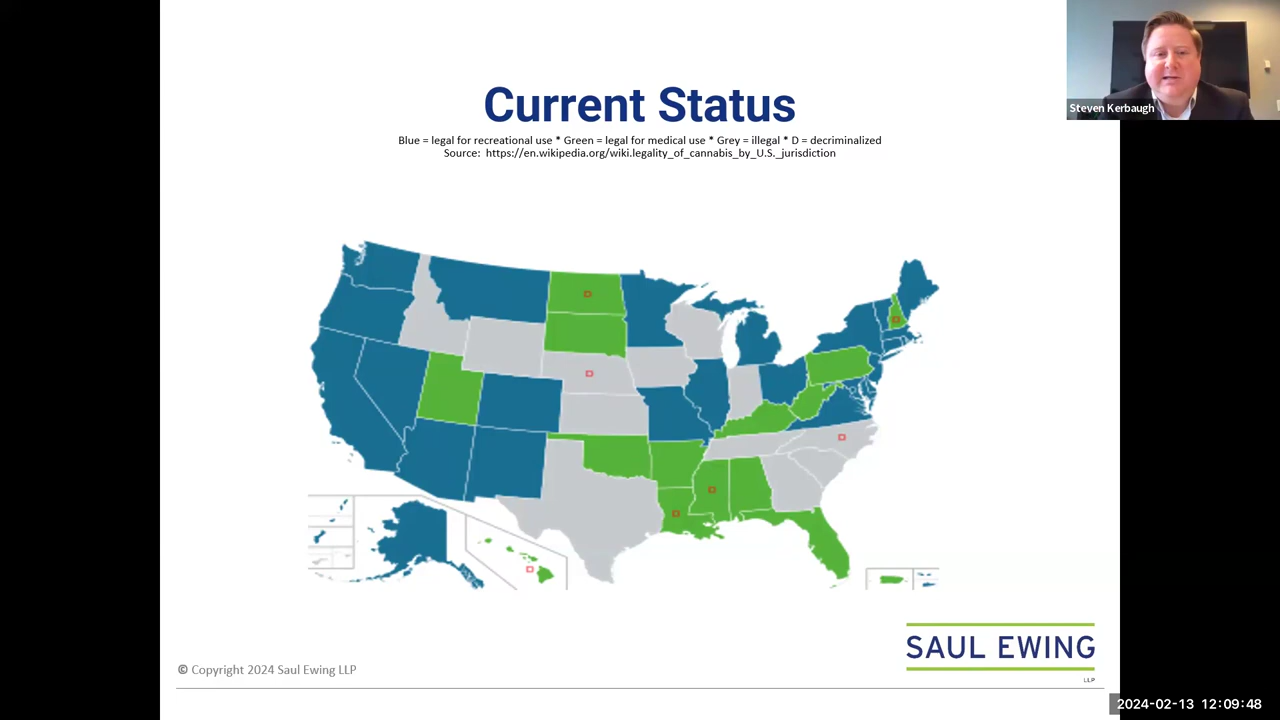 Current Status
Blue = legal for recreational use * Green = legal for medical use * Grey = illegal * D = decriminalized
Source: https://en.wikipedia.org/wiki.legality_of_cannabis_by_U.S._jurisdiction
Steven Kerbaugh
SAUL EWING
LLP
© Copyright 2024 Saul Ewing LLP
2024-02-13 12:09:48